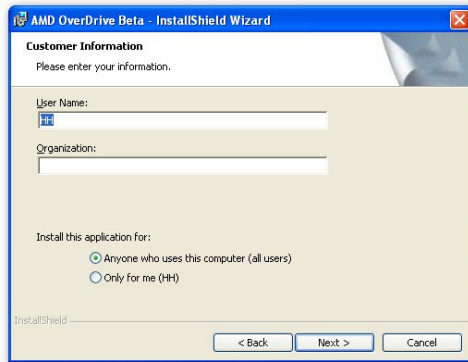 AMD OverDrive Beta - InstallShield Wizard
Customer Information
Please enter your information.
User Name:
HH
Organization:
Install this application for:
Anyone who uses this computer (all users)
Only for me (HH)
InstallShield
< Back Next > Cancel